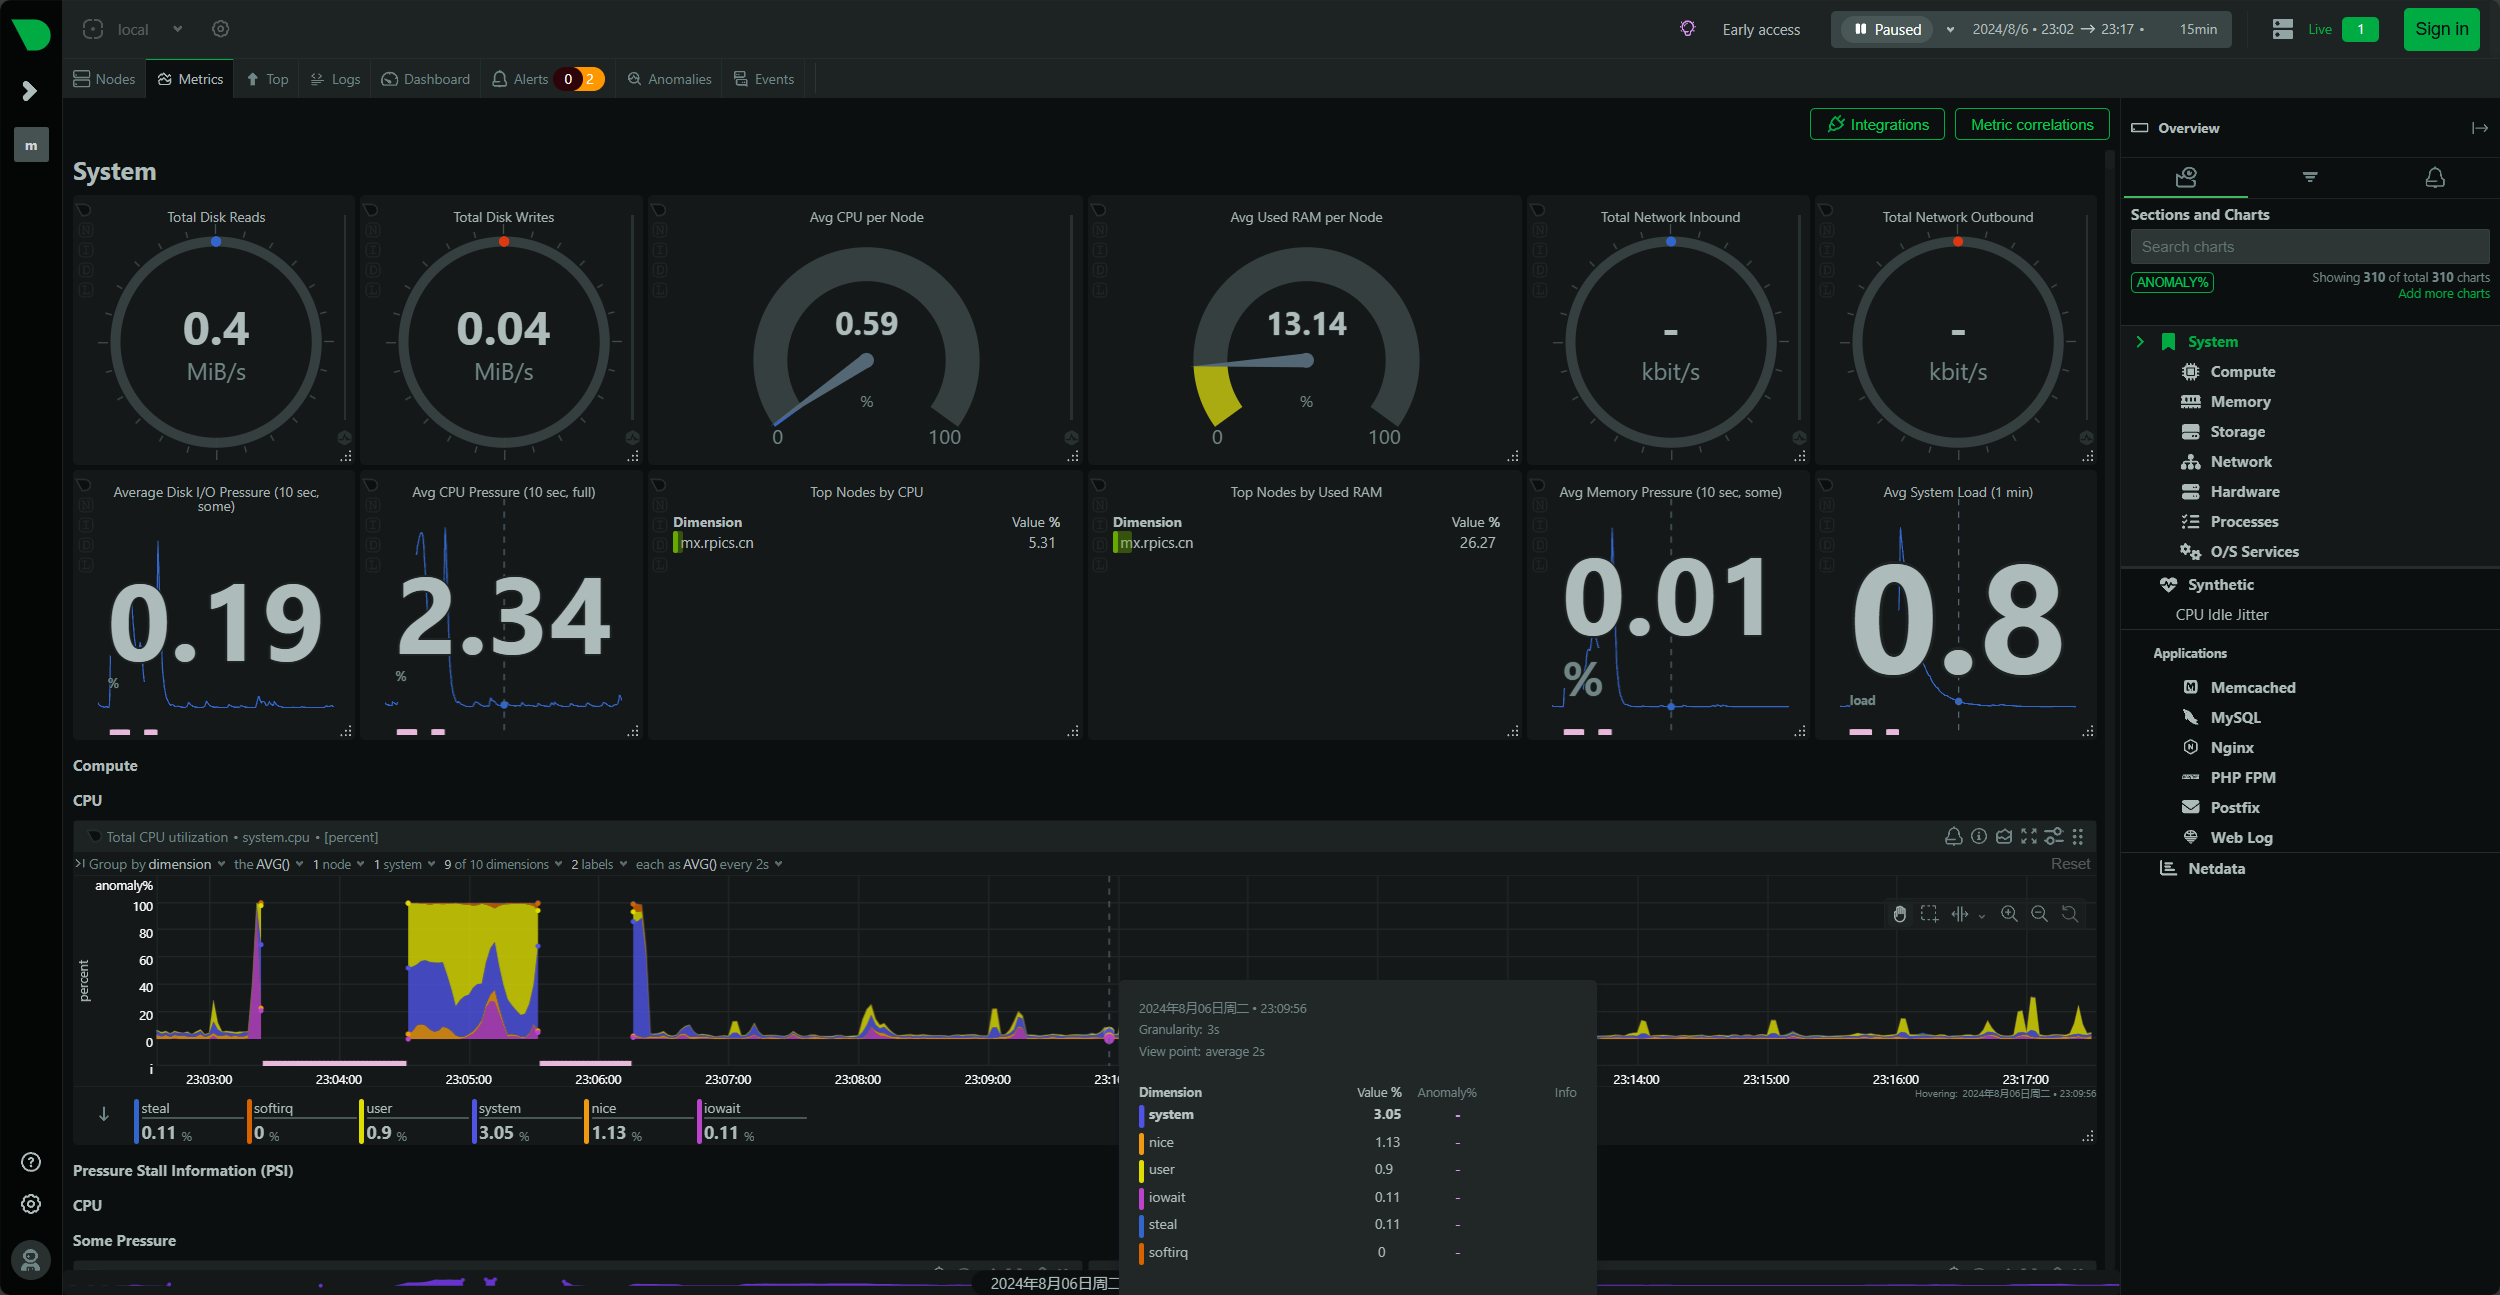 local
Early access
Paused
2024/8/6 • 23:02 → 23:17 •
15min
Live
1
Sign in
Nodes
Metrics
Top
Logs
Dashboard
Alerts
0
2
Anomalies
Events
m
Integrations
Metric correlations
System
Total Disk Reads
0.4
MiB/s
Total Disk Writes
0.04
MiB/s
Avg CPU per Node
0.59
%
0
100
Avg Used RAM per Node
13.14
%
0
100
Total Network Inbound
-
kbit/s
Total Network Outbound
-
kbit/s
N
T
D
L
N
T
D
L
N
T
D
L
N
T
D
L
N
T
D
L
N
T
D
L
Average Disk I/O Pressure (10 sec,
some)
0.19
%
Avg CPU Pressure (10 sec, full)
2.34
%
Top Nodes by CPU
Dimension Value %
mx.rpics.cn 5.31
Top Nodes by Used RAM
Dimension Value %
mx.rpics.cn 26.27
Avg Memory Pressure (10 sec, some)
0.01
%
Avg System Load (1 min)
0.8
load
N
T
D
L
N
T
D
L
N
T
D
L
N
T
D
L
N
T
D
L
N
T
D
L
Compute
CPU
Total CPU utilization • system.cpu • [percent]
Group by dimension the AVG() 1 node 1 system 9 of 10 dimensions 2 labels each as AVG() every 2s
Reset
anomaly%
100
80
60
40
20
0
i
percent
23:03:00
23:04:00
23:05:00
23:06:00
23:07:00
23:08:00
23:09:00
23:1
23:14:00
23:15:00
23:16:00
23:17:00
Hovering: 2024年8月06日周二 • 23:09:56
steal
0.11 %
softirq
0 %
user
0.9 %
system
3.05 %
nice
1.13 %
iowait
0.11 %
2024年8月06日周二 • 23:09:56
Granularity: 3s
View point: average 2s
Dimension Value % Anomaly% Info
system 3.05 -
nice 1.13 -
user 0.9 -
iowait 0.11 -
steal 0.11 -
softirq 0 -
Pressure Stall Information (PSI)
CPU
Some Pressure
2024年8月06日周二
Overview
Sections and Charts
Search charts
ANOMALY%
Showing 310 of total 310 charts
Add more charts
System
Compute
Memory
Storage
Network
Hardware
Processes
O/S Services
Synthetic
CPU Idle Jitter
Applications
Memcached
MySQL
Nginx
PHP FPM
Postfix
Web Log
Netdata